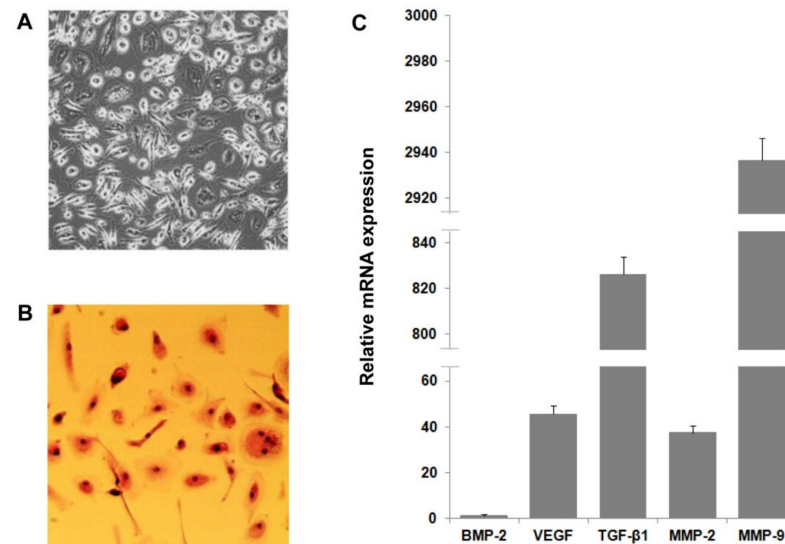 A
B
C
Relative mRNA expression
3000
2980
2960
2940
2920
840
820
800
60
40
20
0
BMP-2 VEGF TGF-β1 MMP-2 MMP-9